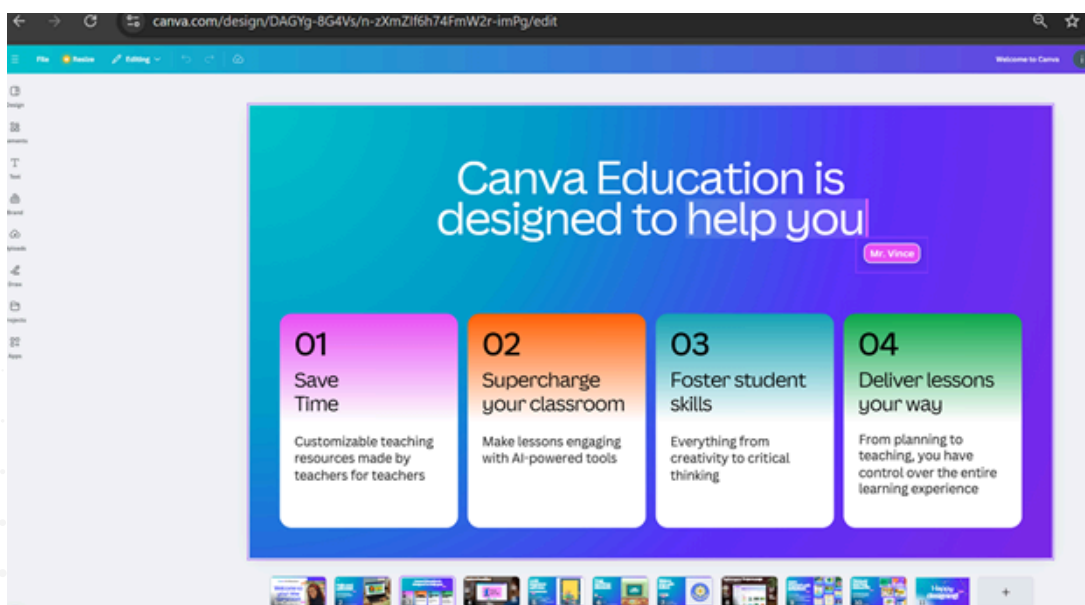 canva.com/design/DAGYg-8G4Vs/n-zXmZIf6h74FmW2r-imPg/edit
File Resize Editing Welcome to Canva
Design
Text
Brand
Draw
Apps
Canva Education is
designed to help you
Mr. Vince
01
Save
Time
Customizable teaching
resources made by
teachers for teachers
02
Supercharge
your classroom
Make lessons engaging
with AI-powered tools
03
Foster student
skills
Everything from
creativity to critical
thinking
04
Deliver lessons
your way
From planning to
teaching, you have
control over the entire
learning experience
Happy
designing!